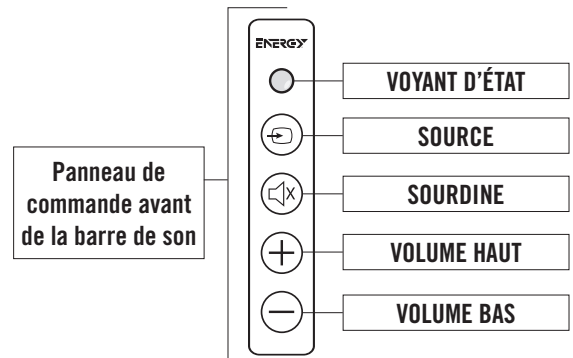 ENERGY
VOYANT D'ÉTAT
SOURCE
SOURDINE
VOLUME HAUT
VOLUME BAS
Panneau de
commande avant
de la barre de son